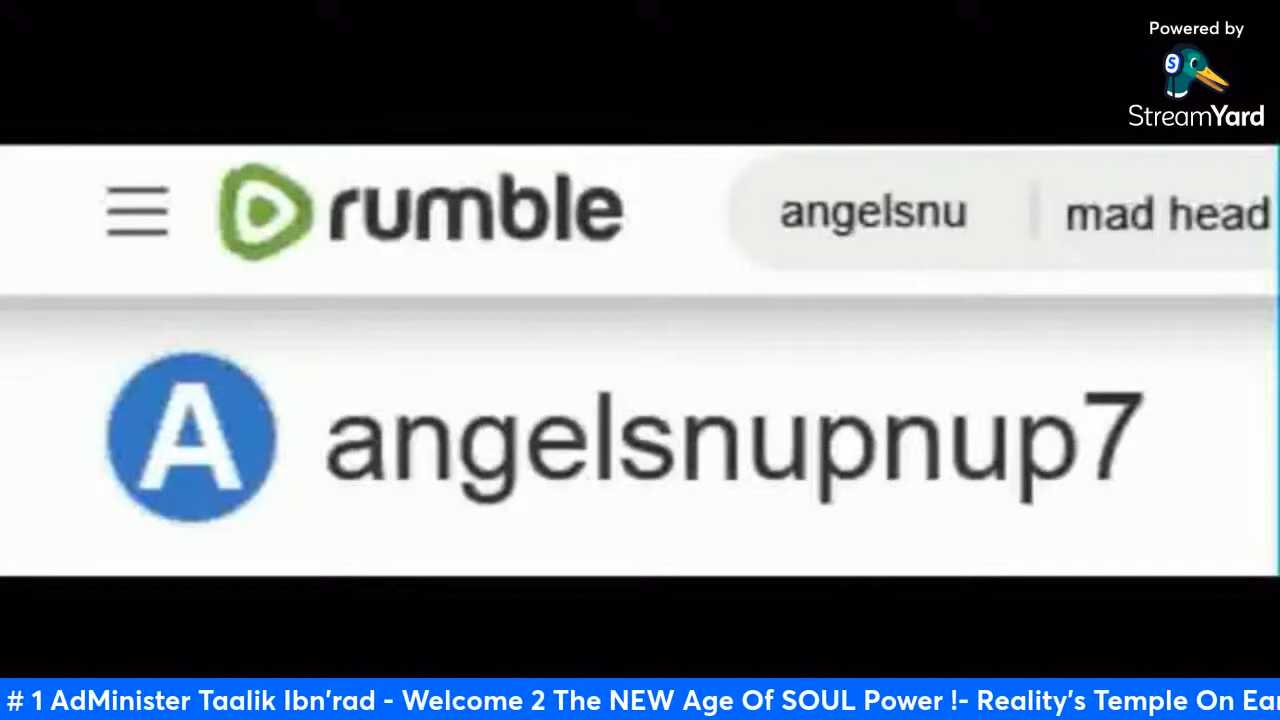 Powered by
S
StreamYard
rumble
angelsnu
mad head
A
angelsnupnup7
# 1 AdMinister Taalik Ibn'rad - Welcome 2 The NEW Age Of SOUL Power !- Reality's Temple On Ea